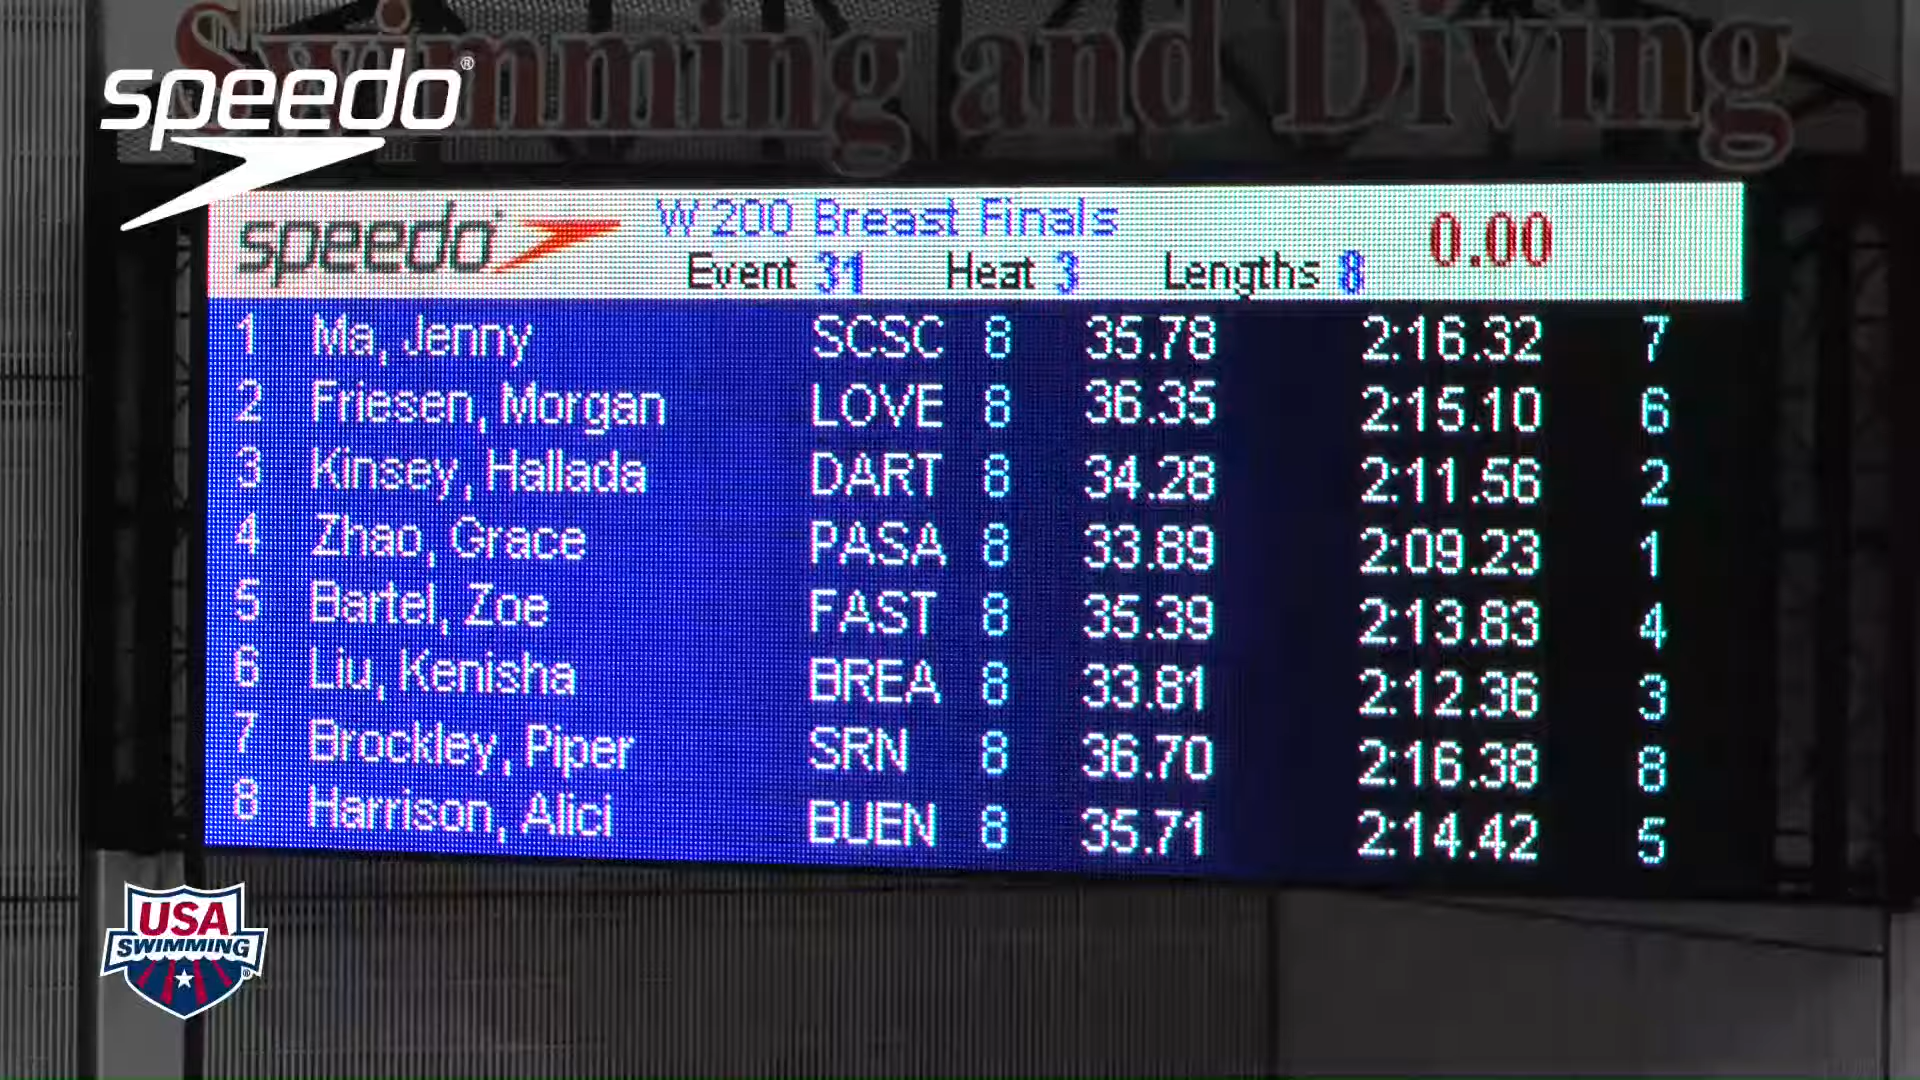 Swimming and Diving
speedo®
speedo
W 200 Breast Finals
0.00
Event 31 Heat 3 Lengths 8
1 Ma, Jenny SCSC 8 35.78 2:16.32 7
2 Friesen, Morgan LOVE 8 36.35 2:15.10 6
3 Kinsey, Hallada DART 8 34.28 2:11.56 2
4 Zhao, Grace PASA 8 33.89 2:09.23 1
5 Bartel, Zoe FAST 8 35.39 2:13.83 4
6 Liu, Kenisha BREA 8 33.81 2:12.36 3
7 Brockley, Piper SRN 8 36.70 2:16.38 8
8 Harrison, Alici BUEN 8 35.71 2:14.42 5
USA
SWIMMING®